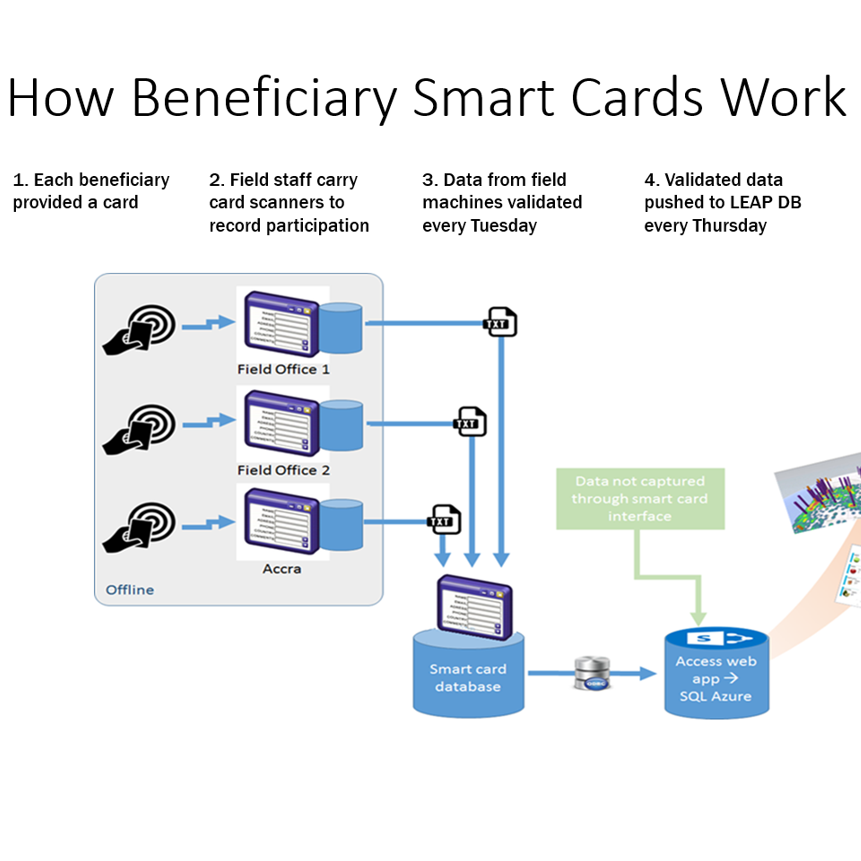 How Beneficiary Smart Cards Work
1. Each beneficiary
provided a card
2. Field staff carry
card scanners to
record participation
3. Data from field
machines validated
every Tuesday
4. Validated data
pushed to LEAP DB
every Thursday
Field Office 1
TXT
Field Office 2
TXT
Accra
TXT
Offline
Data not captured
through smart card
interface
Smart card
database
ODBC
S
Access web
app →
SQL Azure